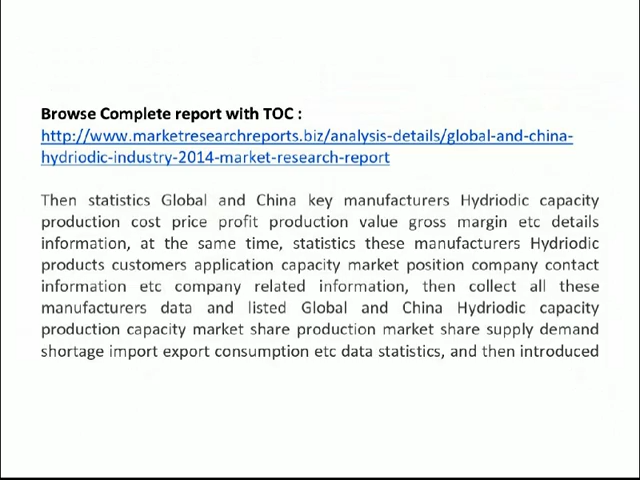 Browse Complete report with TOC :
http://www.marketresearchreports.biz/analysis-details/global-and-china-
hydriodic-industry-2014-market-research-report
Then statistics Global and China key manufacturers Hydriodic capacity
production cost price profit production value gross margin etc details
information, at the same time, statistics these manufacturers Hydriodic
products customers application capacity market position company contact
information etc company related information, then collect all these
manufacturers data and listed Global and China Hydriodic capacity
production capacity market share production market share supply demand
shortage import export consumption etc data statistics, and then introduced